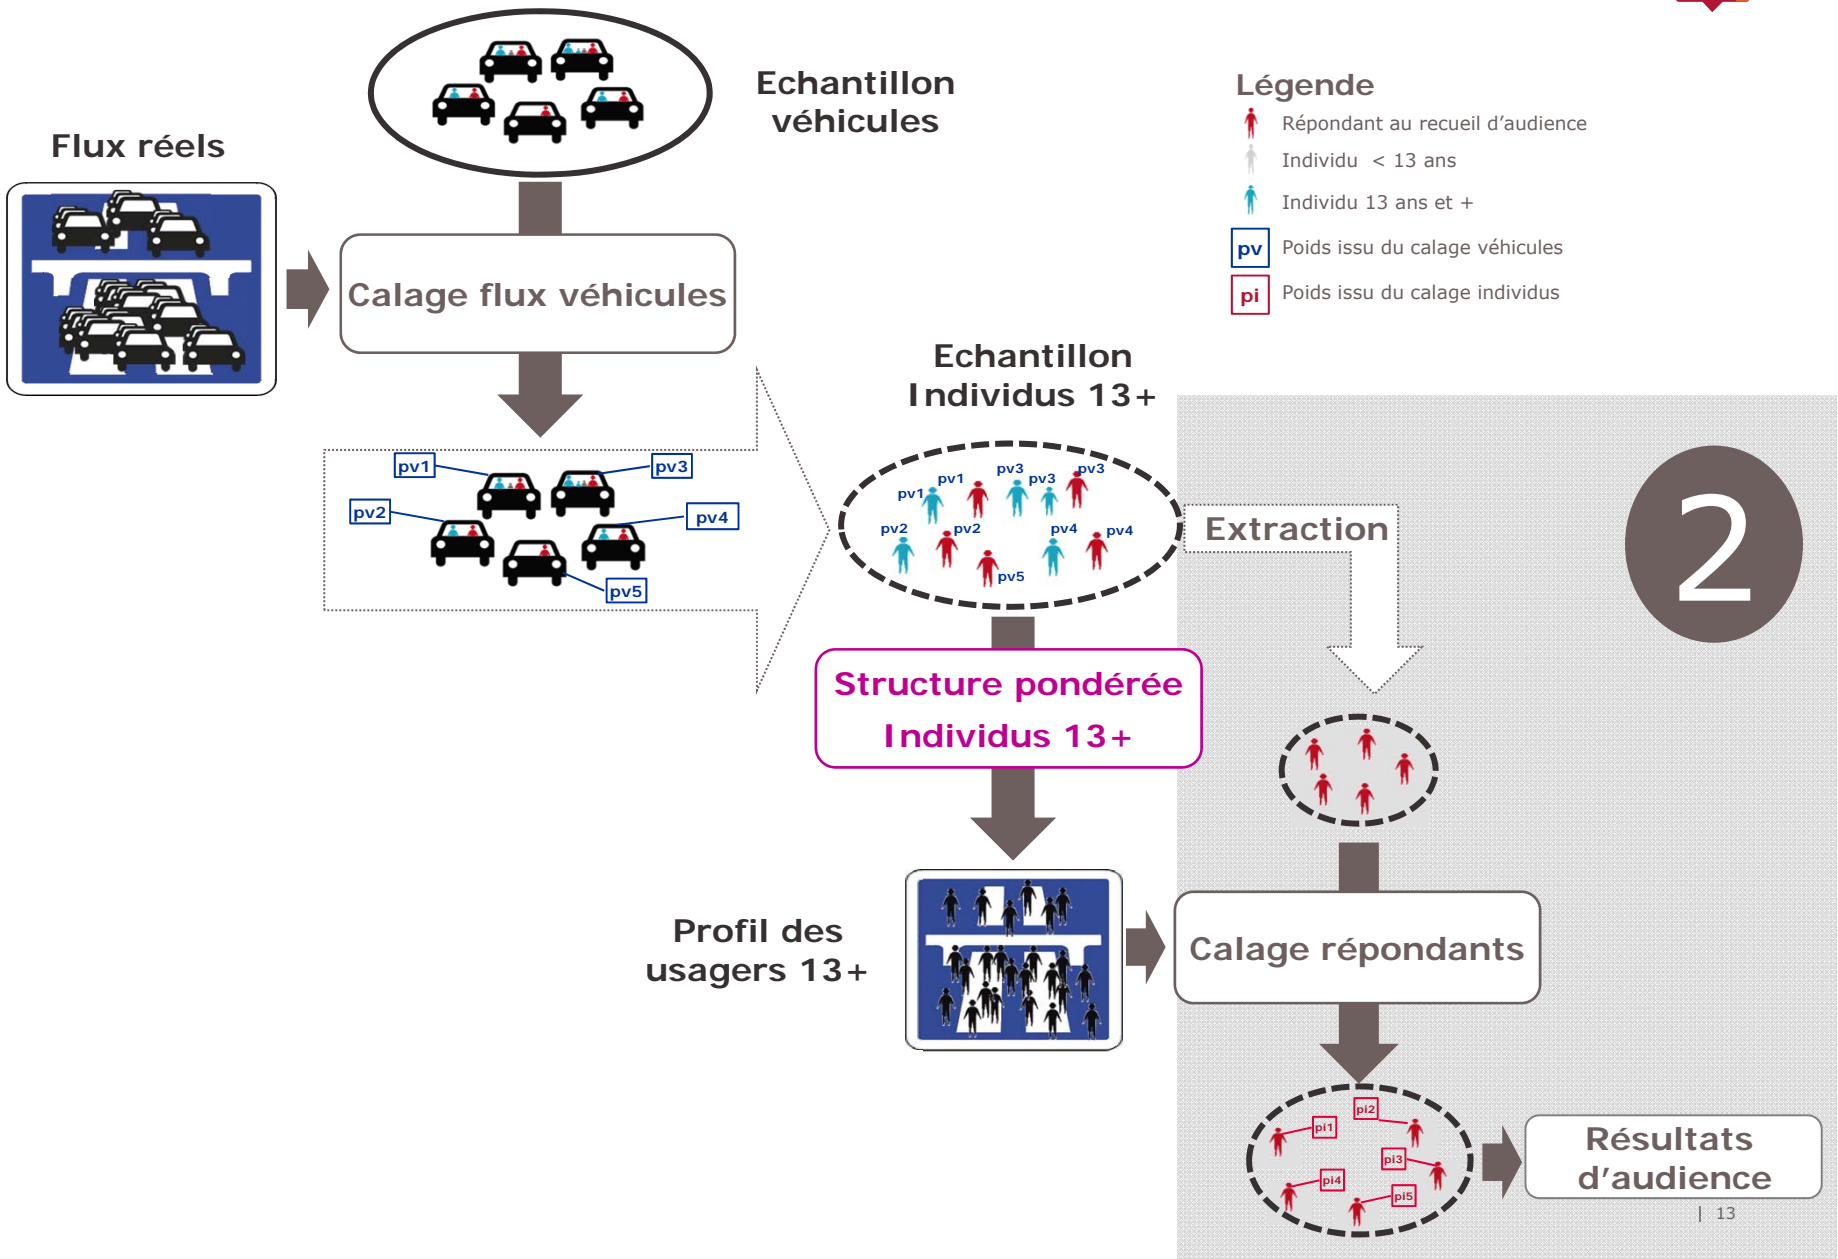 Echantillon
véhicules
Flux réels
Légende
Répondant au recueil d’audience
Individu < 13 ans
Individu 13 ans et +
pv Poids issu du calage véhicules
pi Poids issu du calage individus
Calage flux véhicules
Echantillon
Individus 13+
pv1
pv3
pv2
pv4
pv5
pv1
pv1
pv3
pv3
pv3
pv2
pv2
pv4
pv4
pv5
Extraction
2
Structure pondérée
Individus 13+
Profil des
usagers 13+
Calage répondants
pi2
pi1
pi3
pi4
pi5
Résultats
d’audience
| 13